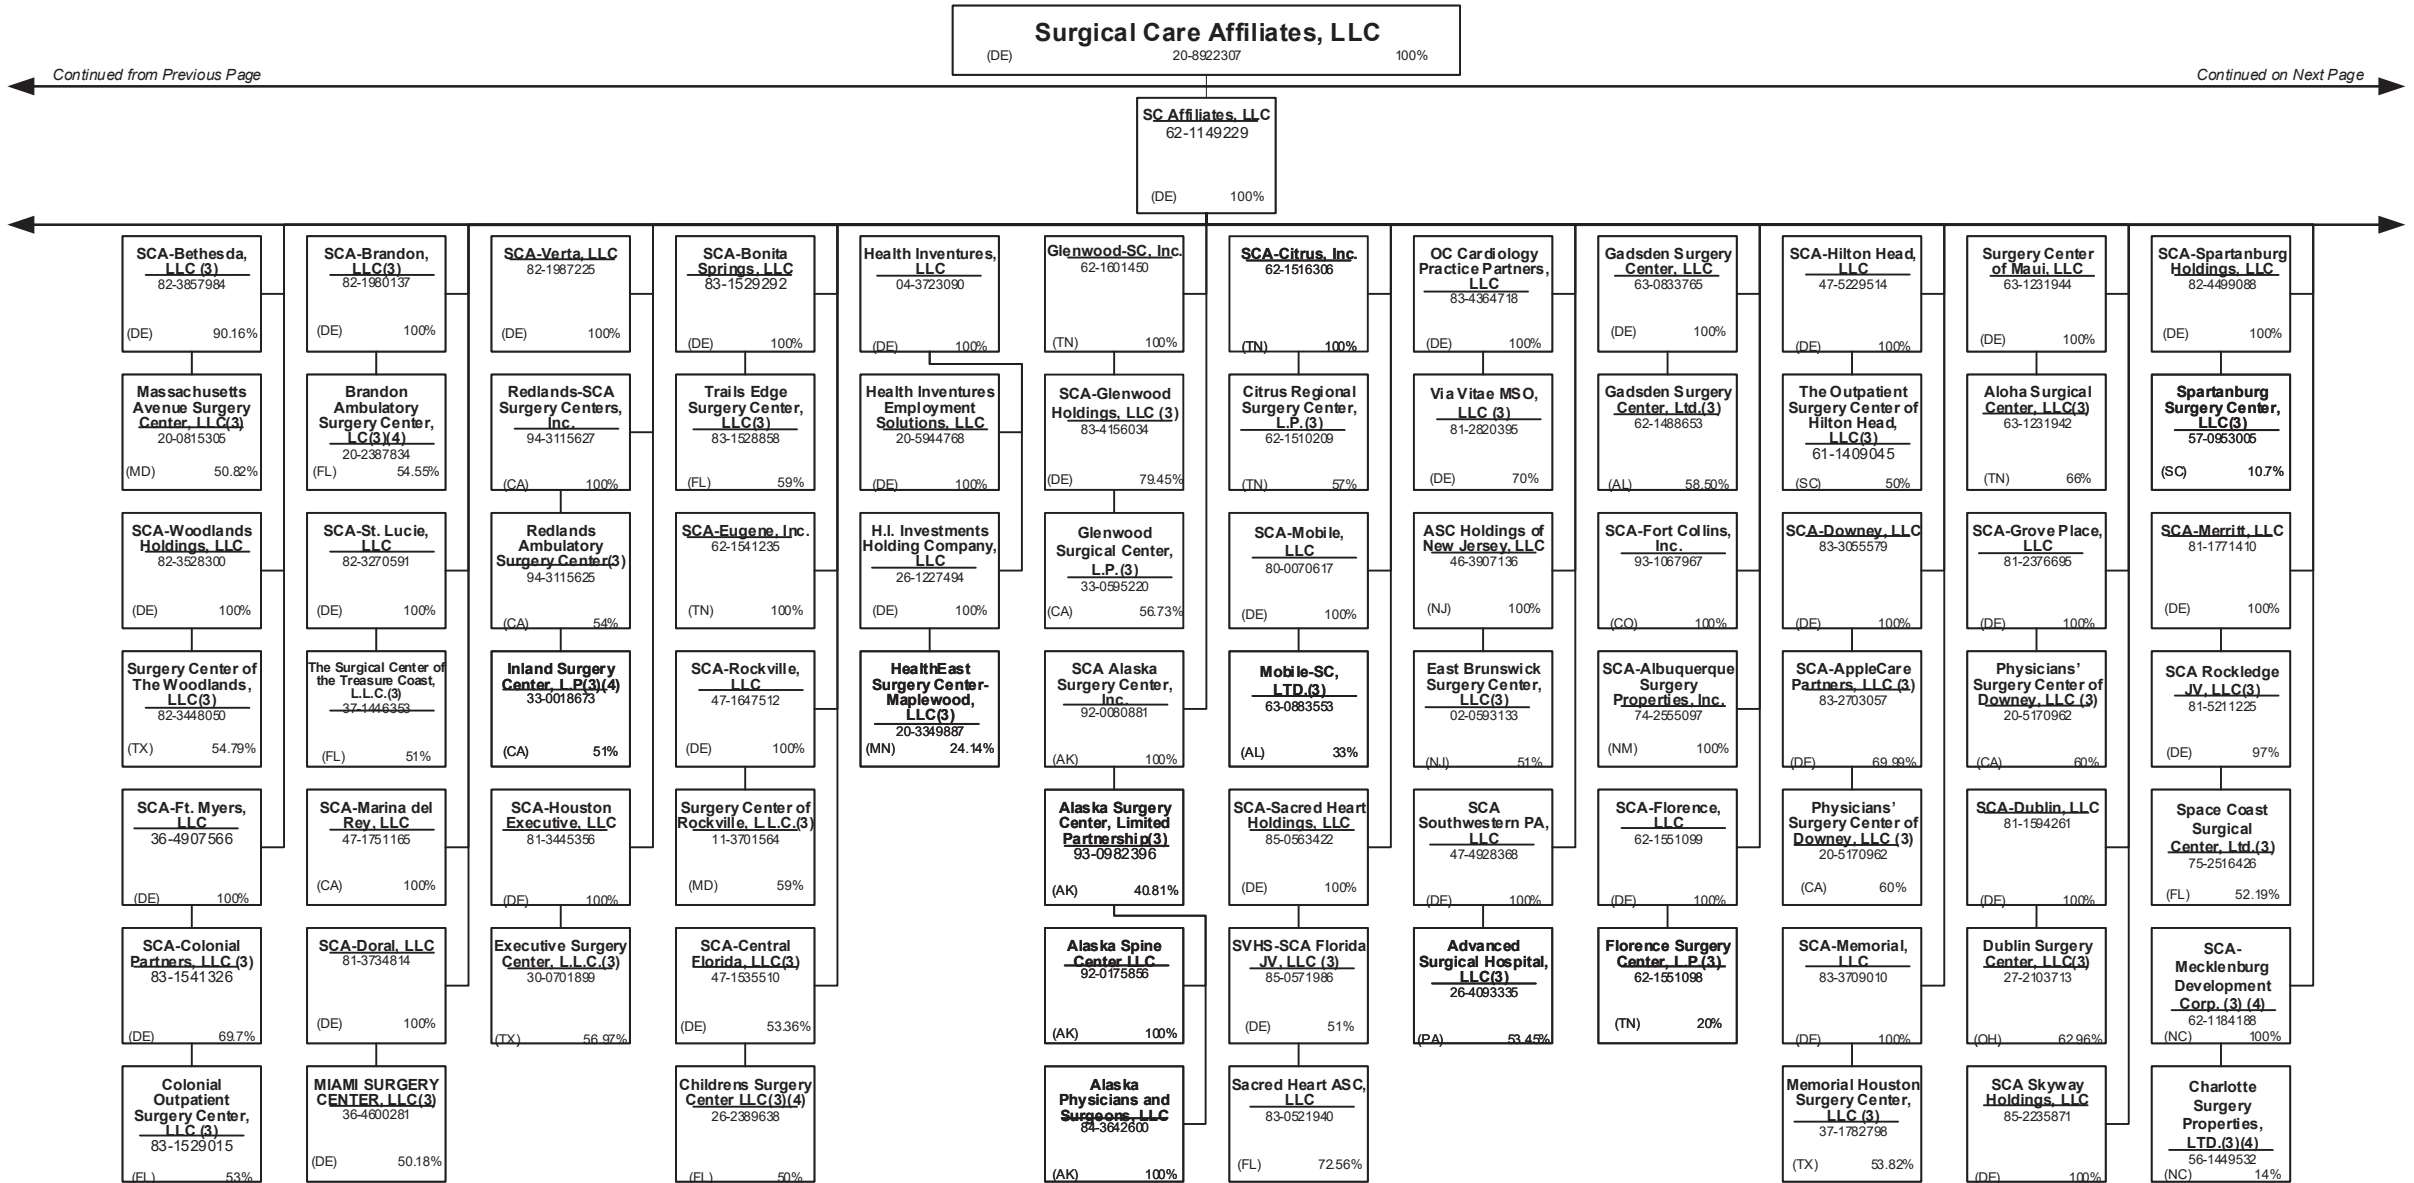 Surgical Care Affiliates, LLC
(DE) 20-8922307 100%
Continued from Previous Page
Continued on Next Page
SC Affiliates, LLC
62-1149229
(DE) 100%
SCA-Bethesda,
LLC (3)
82-3857984
(DE) 90.16%
Massachusetts
Avenue Surgery
Center, LLC(3)
20-0815305
(MD) 50.82%
SCA-Woodlands
Holdings, LLC
82-3528300
(DE) 100%
Surgery Center of
The Woodlands,
LLC(3)
82-3448050
(TX) 54.79%
SCA-Ft. Myers,
LLC
36-4907566
(DE) 100%
SCA-Colonial
Partners, LLC (3)
83-1541326
(DE) 69.7%
Colonial
Outpatient
Surgery Center,
LLC (3)
83-1529015
(FL) 53%
SCA-Brandon,
LLC(3)
82-1980137
(DE) 100%
Brandon
Ambulatory
Surgery Center,
LC(3)(4)
20-2387834
(FL) 54.55%
SCA-St. Lucie,
LLC
82-3270591
(DE) 100%
The Surgical Center of
the Treasure Coast,
L.L.C.(3)
37-1446353
(FL) 51%
SCA-Marina del
Rey, LLC
47-1751165
(CA) 100%
SCA-Doral, LLC
81-3734814
(DE) 100%
MIAMI SURGERY
CENTER, LLC(3)
36-4600281
(DE) 50.18%
SCA-Verta, LLC
82-1987225
(DE) 100%
Redlands-SCA
Surgery Centers,
Inc.
94-3115627
(CA) 100%
Redlands
Ambulatory
Surgery Center(3)
94-3115625
(CA) 54%
Inland Surgery
Center, L.P(3)(4)
33-0018673
(CA) 51%
SCA-Houston
Executive, LLC
81-3445356
(DE) 100%
Executive Surgery
Center, L.L.C.(3)
30-0701899
(TX) 56.97%
SCA-Bonita
Springs, LLC
83-1529292
(DE) 100%
Trails Edge
Surgery Center,
LLC(3)
83-1528858
(FL) 59%
SCA-Eugene, Inc.
62-1541235
(TN) 100%
SCA-Rockville,
LLC
47-1647512
(DE) 100%
Surgery Center of
Rockville, L.L.C.(3)
11-3701564
(MD) 59%
SCA-Central
Florida, LLC(3)
47-1535510
(DE) 53.36%
Childrens Surgery
Center LLC(3)(4)
26-2389638
(FL) 50%
Health Inventures,
LLC
04-3723090
(DE) 100%
Health Inventures
Employment
Solutions, LLC
20-5944768
(DE) 100%
H.I. Investments
Holding Company,
LLC
26-1227494
(DE) 100%
HealthEast
Surgery Center-
Maplewood,
LLC(3)
20-3349887
(MN) 24.14%
Glenwood-SC, Inc.
62-1601450
(TN) 100%
SCA-Glenwood
Holdings, LLC (3)
83-4156034
(DE) 79.45%
Glenwood
Surgical Center,
L.P.(3)
33-0595220
(CA) 56.73%
SCA Alaska
Surgery Center,
Inc.
92-0080881
(AK) 100%
Alaska Surgery
Center, Limited
Partnership(3)
93-0982396
(AK) 40.81%
Alaska Spine
Center LLC
92-0175856
(AK) 100%
Alaska
Physicians and
Surgeons, LLC
84-3642600
(AK) 100%
SCA-Citrus, Inc.
62-1516306
(TN) 100%
Citrus Regional
Surgery Center,
L.P.(3)
62-1510209
(TN) 57%
SCA-Mobile,
LLC
80-0070617
(DE) 100%
Mobile-SC,
LTD.(3)
63-0883553
(AL) 33%
SCA-Sacred Heart
Holdings, LLC
85-0563422
(DE) 100%
SVHS-SCA Florida
JV, LLC (3)
85-0571986
(DE) 51%
Sacred Heart ASC,
LLC
83-0521940
(FL) 72.56%
OC Cardiology
Practice Partners,
LLC
83-4364718
(DE) 100%
Via Vitae MSO,
LLC (3)
81-2820395
(DE) 70%
ASC Holdings of
New Jersey, LLC
46-3907136
(NJ) 100%
East Brunswick
Surgery Center,
LLC(3)
02-0593133
(NJ) 51%
SCA
Southwestern PA,
LLC
47-4928368
(DE) 100%
Advanced
Surgical Hospital,
LLC(3)
26-4093335
(PA) 53.45%
Gadsden Surgery
Center, LLC
63-0833765
(DE) 100%
Gadsden Surgery
Center, Ltd.(3)
62-1488653
(AL) 58.50%
SCA-Fort Collins,
Inc.
93-1067967
(CO) 100%
SCA-Albuquerque
Surgery
Properties, Inc.
74-2555097
(NM) 100%
SCA-Florence,
LLC
62-1551099
(DE) 100%
Florence Surgery
Center, L.P.(3)
62-1551098
(TN) 20%
SCA-Hilton Head,
LLC
47-5229514
(DE) 100%
The Outpatient
Surgery Center of
Hilton Head,
LLC(3)
61-1409045
(SC) 50%
SCA-Downey, LLC
83-3055579
(DE) 100%
SCA-AppleCare
Partners, LLC (3)
83-2703057
(DE) 69.99%
Physicians'
Surgery Center of
Downey, LLC (3)
20-5170962
(CA) 60%
SCA-Memorial,
LLC
83-3709010
(DE) 100%
Memorial Houston
Surgery Center,
LLC (3)
37-1782798
(TX) 53.82%
Surgery Center
of Maui, LLC
63-1231944
(DE) 100%
Aloha Surgical
Center, LLC(3)
63-1231942
(TN) 66%
SCA-Grove Place,
LLC
81-2376695
(DE) 100%
Physicians'
Surgery Center of
Downey, LLC (3)
20-5170962
(CA) 60%
SCA-Dublin, LLC
81-1594261
(DE) 100%
Dublin Surgery
Center, LLC(3)
27-2103713
(OH) 62.96%
SCA Skyway
Holdings, LLC
85-2235871
(DE) 100%
SCA-Spartanburg
Holdings, LLC
82-4499088
(DE) 100%
Spartanburg
Surgery Center,
LLC(3)
57-0953005
(SC) 10.7%
SCA-Merritt, LLC
81-1771410
(DE) 100%
SCA Rockledge
JV, LLC(3)
81-5211225
(DE) 97%
Space Coast
Surgical
Center, Ltd.(3)
75-2516426
(FL) 52.19%
SCA-
Mecklenburg
Development
Corp. (3) (4)
62-1184188
(NC) 100%
Charlotte
Surgery
Properties,
LTD.(3)(4)
56-1449532
(NC) 14%